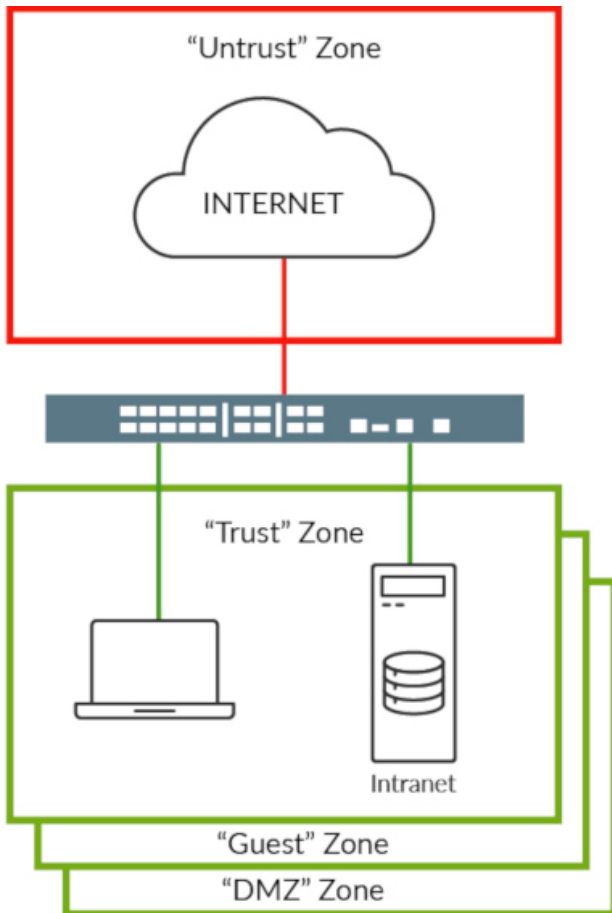 “Untrust” Zone
INTERNET
“Trust” Zone
Intranet
“Guest” Zone
“DMZ” Zone